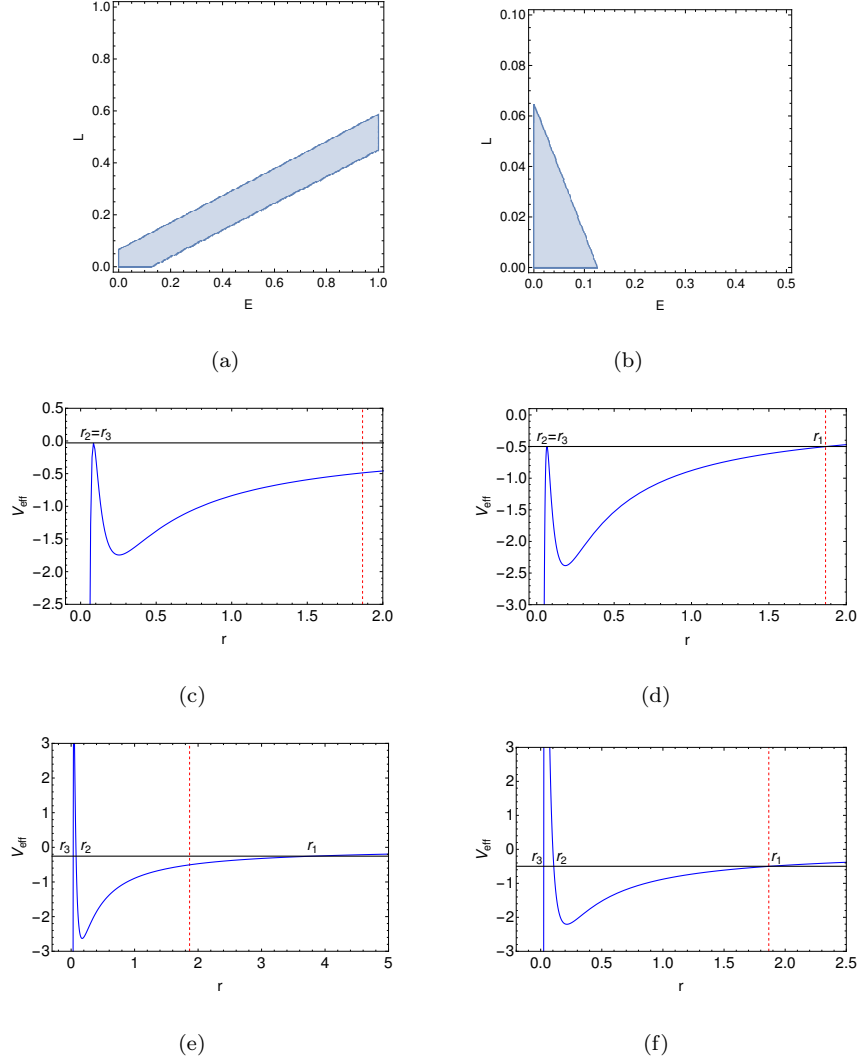 1.0
0.8
0.6
0.4
0.2
0.0
L
0.0 0.2 0.4 0.6 0.8 1.0
E
(a)
0.10
0.08
0.06
0.04
0.02
0.00
L
0.0 0.1 0.2 0.3 0.4 0.5
E
(b)
0.5
0.0
-0.5
-1.0
-1.5
-2.0
-2.5
Veff
r2=r3
0.0 0.5 1.0 1.5 2.0
r
(c)
0.0
-0.5
-1.0
-1.5
-2.0
-2.5
-3.0
Veff
r2=r3 r1
0.0 0.5 1.0 1.5 2.0
r
(d)
3
2
1
0
-1
-2
-3
Veff
r3 r2 r1
0 1 2 3 4 5
r
(e)
3
2
1
0
-1
-2
-3
Veff
r3 r2 r1
0.0 0.5 1.0 1.5 2.0 2.5
r
(f)